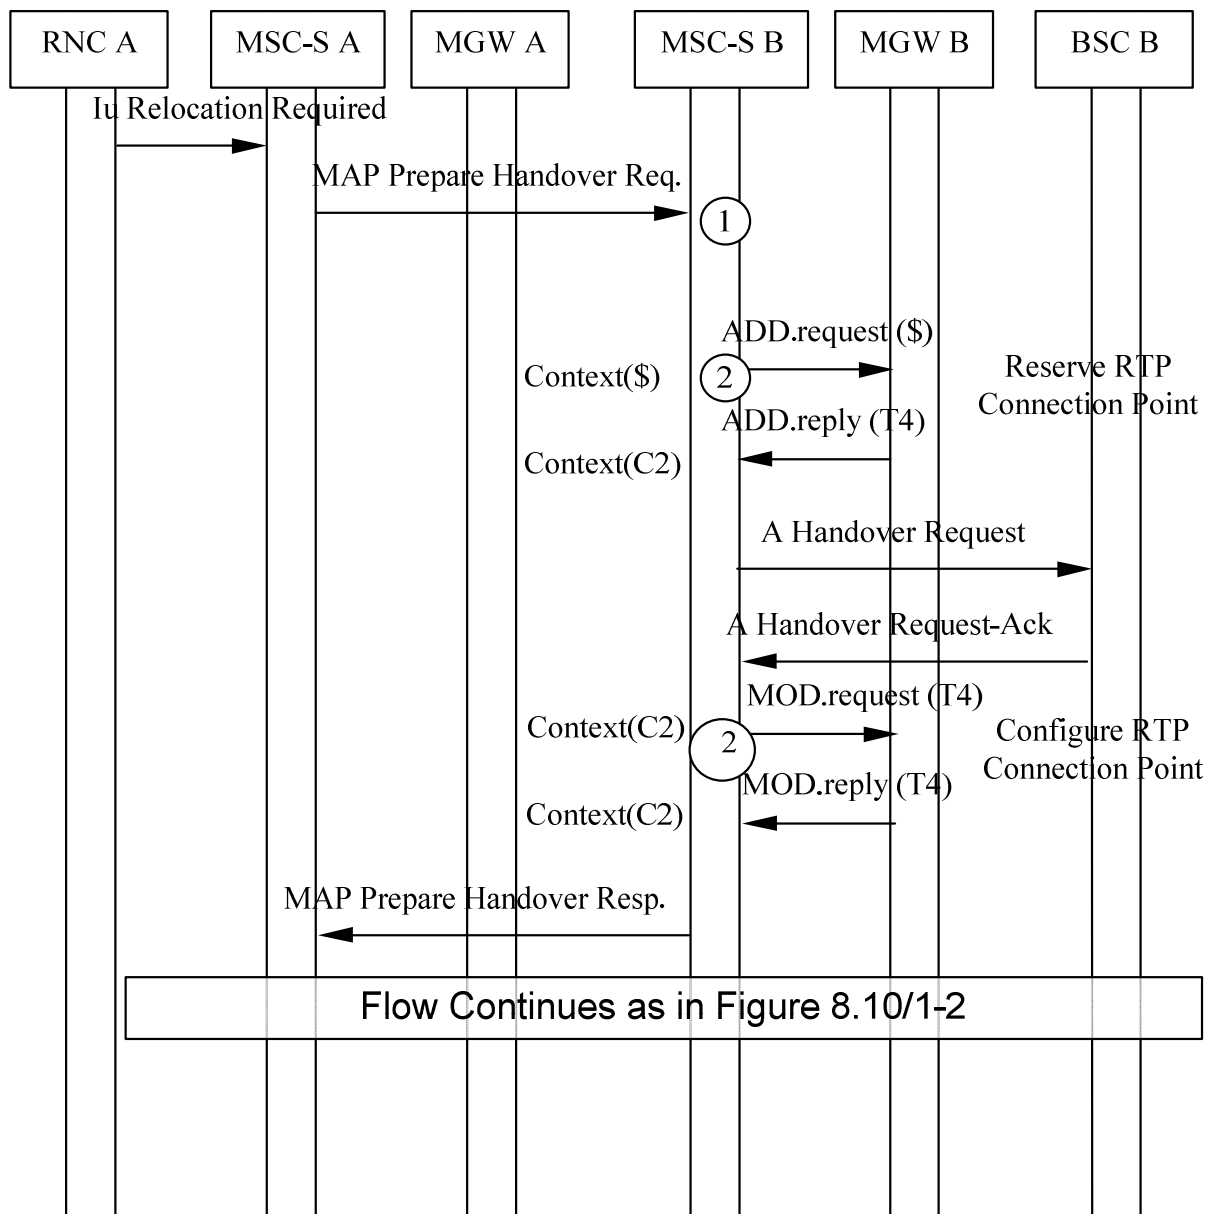 RNC A
MSC-S A
MGW A
MSC-S B
MGW B
BSC B
Iu Relocation Required
MAP Prepare Handover Req.
1
ADD.request ($)
Context($)
2
Reserve RTP
Connection Point
ADD.reply (T4)
Context(C2)
A Handover Request
A Handover Request-Ack
MOD.request (T4)
Context(C2)
2
Configure RTP
Connection Point
MOD.reply (T4)
Context(C2)
MAP Prepare Handover Resp.
Flow Continues as in Figure 8.10/1-2